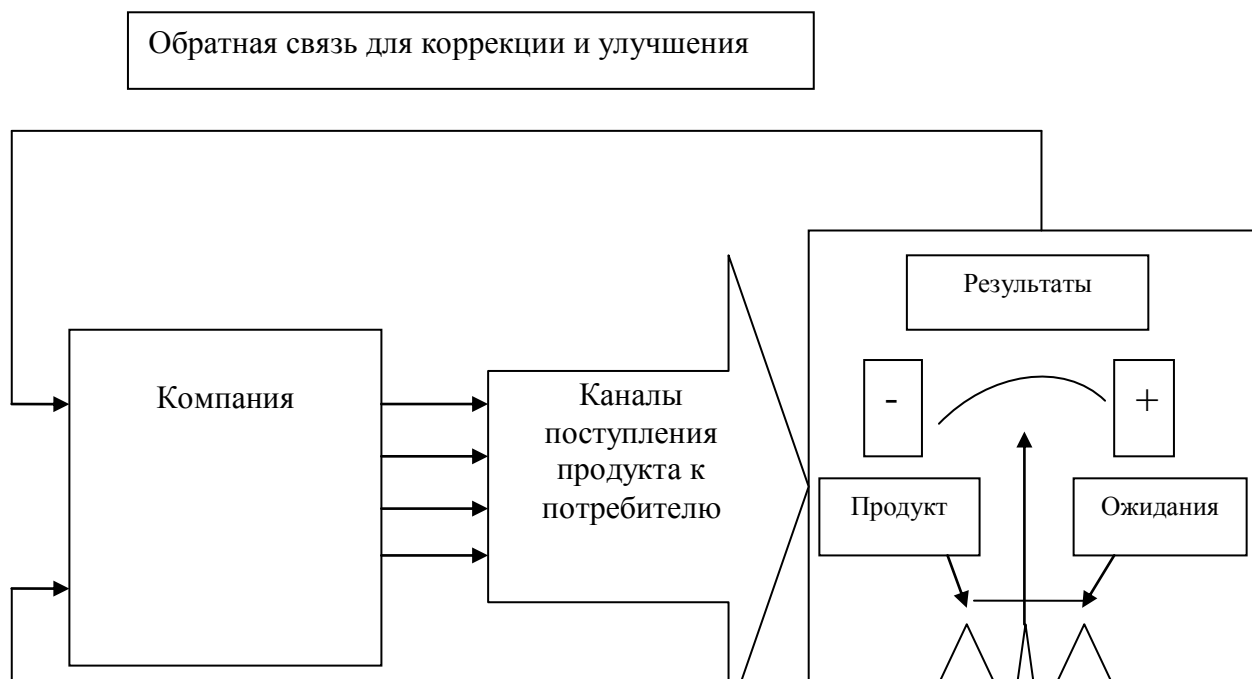 Обратная связь для коррекции и улучшения
Компания
Каналы
поступления
продукта к
потребителю
Результаты
-
+
Продукт
Ожидания